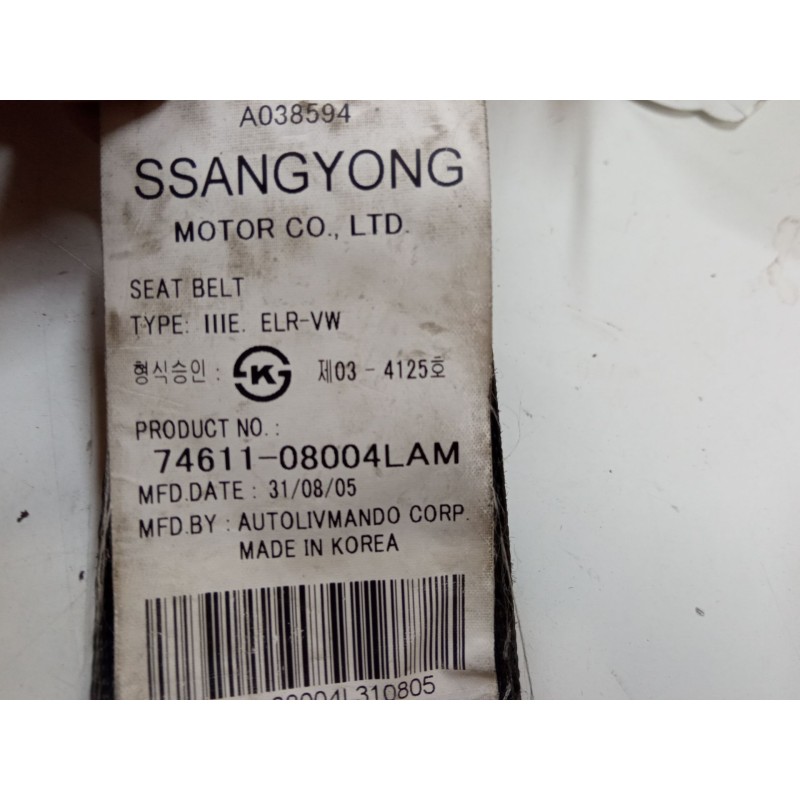 A038594
SSANGYONG
MOTOR CO., LTD.
SEAT BELT
TYPE: IIIE. ELR-VW
형식승인 : K 제03 - 4125호
PRODUCT NO. :
74611-08004LAM
MFD.DATE : 31/08/05
MFD.BY : AUTOLIVMANDO CORP.
MADE IN KOREA
08004L310805